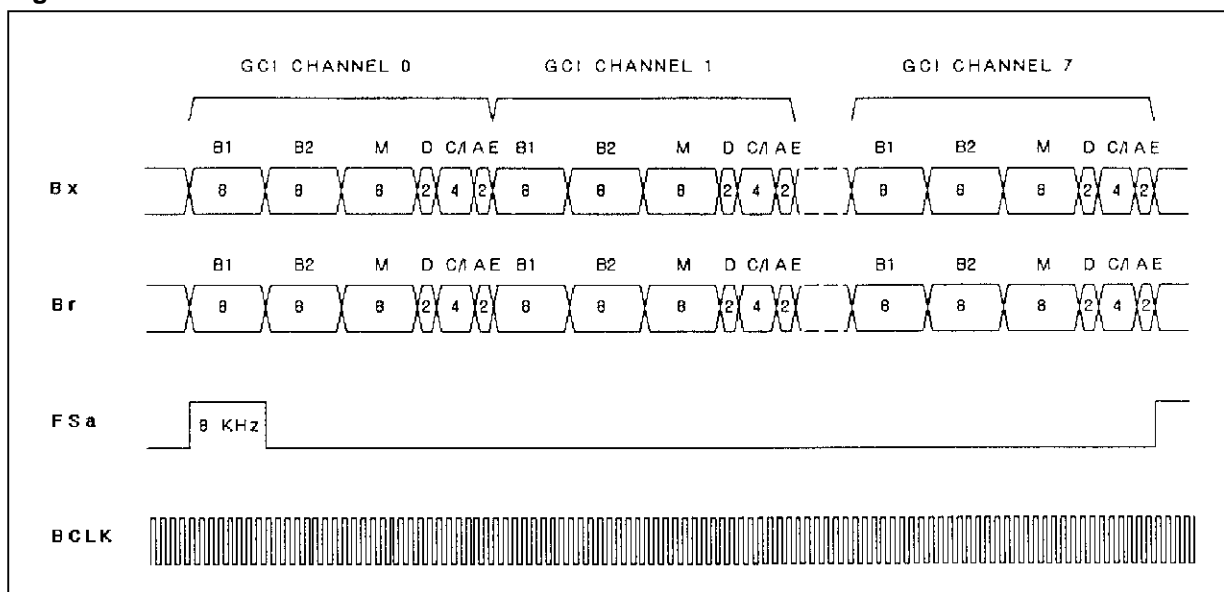 GCI CHANNEL 0 GCI CHANNEL 1 GCI CHANNEL 7
B1 B2 M D C/I A E B1 B2 M D C/I A E B1 B2 M D C/I A E
Bx 8 8 8 2 4 2 8 8 8 2 4 2 8 8 8 2 4 2
B1 B2 M D C/I A E B1 B2 M D C/I A E B1 B2 M D C/I A E
Br 8 8 8 2 4 2 8 8 8 2 4 2 8 8 8 2 4 2
FSa 8 KHz
BCLK